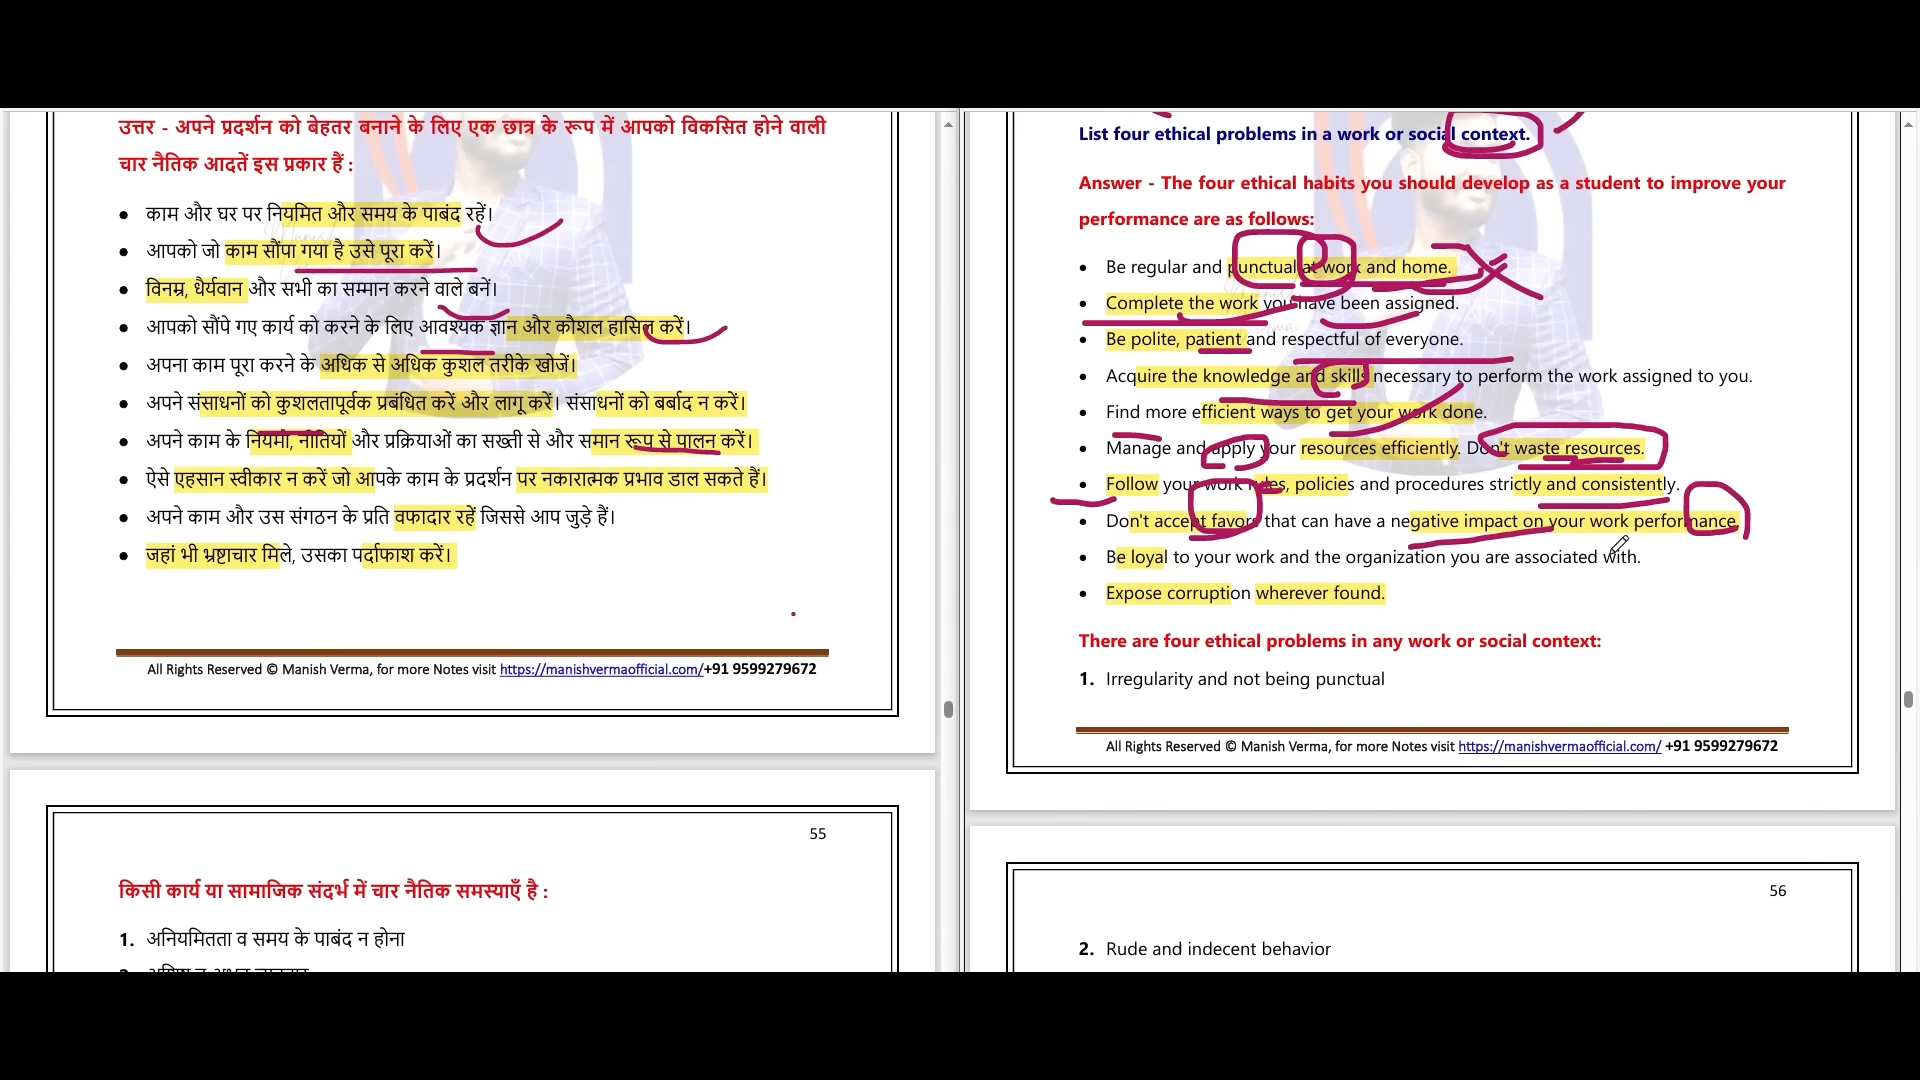 उत्तर - अपने प्रदर्शन को बेहतर बनाने के लिए एक छात्र के रूप में आपको विकसित होने वाली
चार नैतिक आदतें इस प्रकार हैं :
• काम और घर पर नियमित और समय के पाबंद रहें।
• आपको जो काम सौंपा गया है उसे पूरा करें।
• विनम्र, धैर्यवान और सभी का सम्मान करने वाले बनें।
• आपको सौंपे गए कार्य को करने के लिए आवश्यक ज्ञान और कौशल हासिल करें।
• अपना काम पूरा करने के अधिक से अधिक कुशल तरीके खोजें।
• अपने संसाधनों को कुशलतापूर्वक प्रबंधित करें और लागू करें। संसाधनों को बर्बाद न करें।
• अपने काम के नियमों, नीतियों और प्रक्रियाओं का सख्ती से और समान रूप से पालन करें।
• ऐसे एहसान स्वीकार न करें जो आपके काम के प्रदर्शन पर नकारात्मक प्रभाव डाल सकते हैं।
• अपने काम और उस संगठन के प्रति वफादार रहें जिससे आप जुड़े हैं।
• जहां भी भ्रष्टाचार मिले, उसका पर्दाफाश करें।
All Rights Reserved © Manish Verma, for more Notes visit https://manishvermaofficial.com/+91 9599279672
55
किसी कार्य या सामाजिक संदर्भ में चार नैतिक समस्याएँ है :
1. अनियमितता व समय के पाबंद न होना
List four ethical problems in a work or social context.
Answer - The four ethical habits you should develop as a student to improve your
performance are as follows:
• Be regular and punctual at work and home.
• Complete the work you have been assigned.
• Be polite, patient and respectful of everyone.
• Acquire the knowledge and skills necessary to perform the work assigned to you.
• Find more efficient ways to get your work done.
• Manage and apply your resources efficiently. Don't waste resources.
• Follow your work rules, policies and procedures strictly and consistently.
• Don't accept favors that can have a negative impact on your work performance.
• Be loyal to your work and the organization you are associated with.
• Expose corruption wherever found.
There are four ethical problems in any work or social context:
1. Irregularity and not being punctual
All Rights Reserved © Manish Verma, for more Notes visit https://manishvermaofficial.com/ +91 9599279672
56
2. Rude and indecent behavior